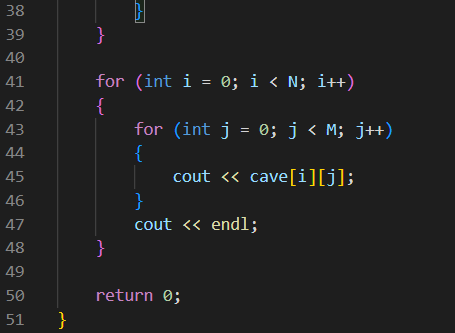 38 }
39 }
40
41 for (int i = 0; i < N; i++)
42 {
43 for (int j = 0; j < M; j++)
44 {
45 cout << cave[i][j];
46 }
47 cout << endl;
48 }
49
50 return 0;
51 }